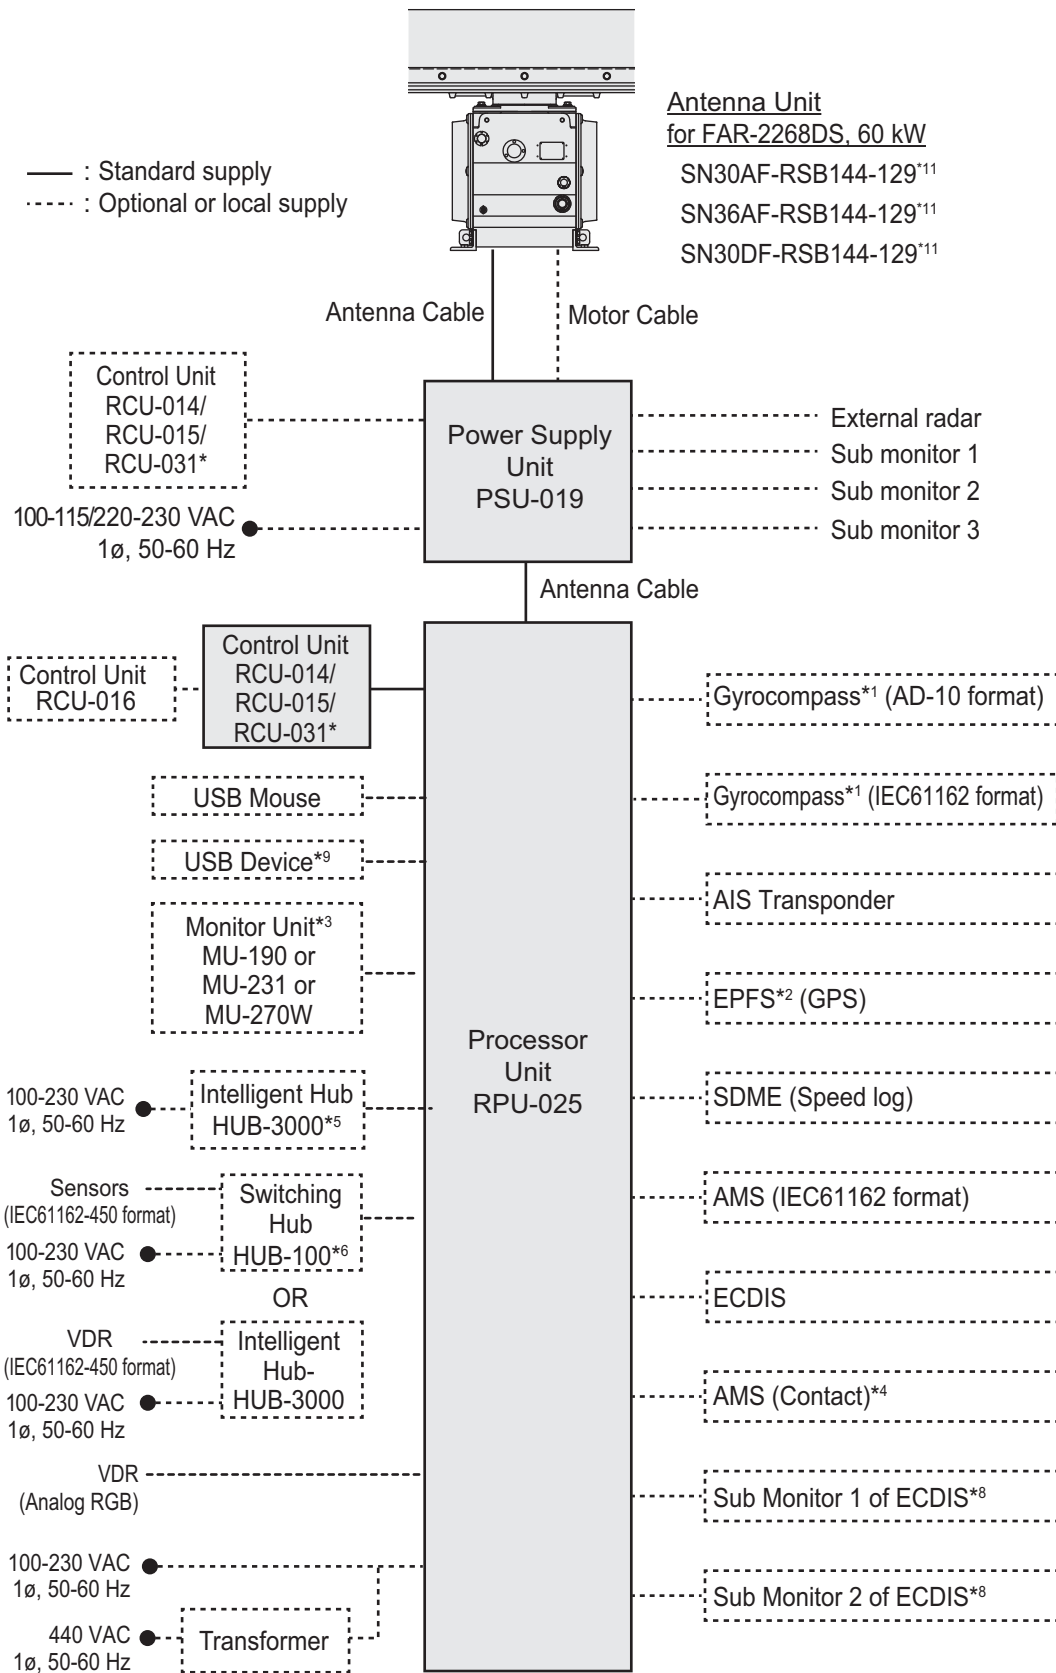 Antenna Unit
for FAR-2268DS, 60 kW
SN30AF-RSB144-129*11
SN36AF-RSB144-129*11
SN30DF-RSB144-129*11
: Standard supply
: Optional or local supply
Antenna Cable
Motor Cable
Control Unit
RCU-014/
RCU-015/
RCU-031*
100-115/220-230 VAC
1ø, 50-60 Hz
Power Supply
Unit
PSU-019
External radar
Sub monitor 1
Sub monitor 2
Sub monitor 3
Antenna Cable
Control Unit
RCU-016
Control Unit
RCU-014/
RCU-015/
RCU-031*
USB Mouse
USB Device*9
Monitor Unit*3
MU-190 or
MU-231 or
MU-270W
100-230 VAC
1ø, 50-60 Hz
Intelligent Hub
HUB-3000*5
Sensors
(IEC61162-450 format)
100-230 VAC
1ø, 50-60 Hz
Switching
Hub
HUB-100*6
OR
VDR
(IEC61162-450 format)
100-230 VAC
1ø, 50-60 Hz
Intelligent
Hub-
HUB-3000
VDR
(Analog RGB)
100-230 VAC
1ø, 50-60 Hz
440 VAC
1ø, 50-60 Hz
Transformer
Processor
Unit
RPU-025
Gyrocompass*1 (AD-10 format)
Gyrocompass*1 (IEC61162 format)
AIS Transponder
EPFS*2 (GPS)
SDME (Speed log)
AMS (IEC61162 format)
ECDIS
AMS (Contact)*4
Sub Monitor 1 of ECDIS*8
Sub Monitor 2 of ECDIS*8